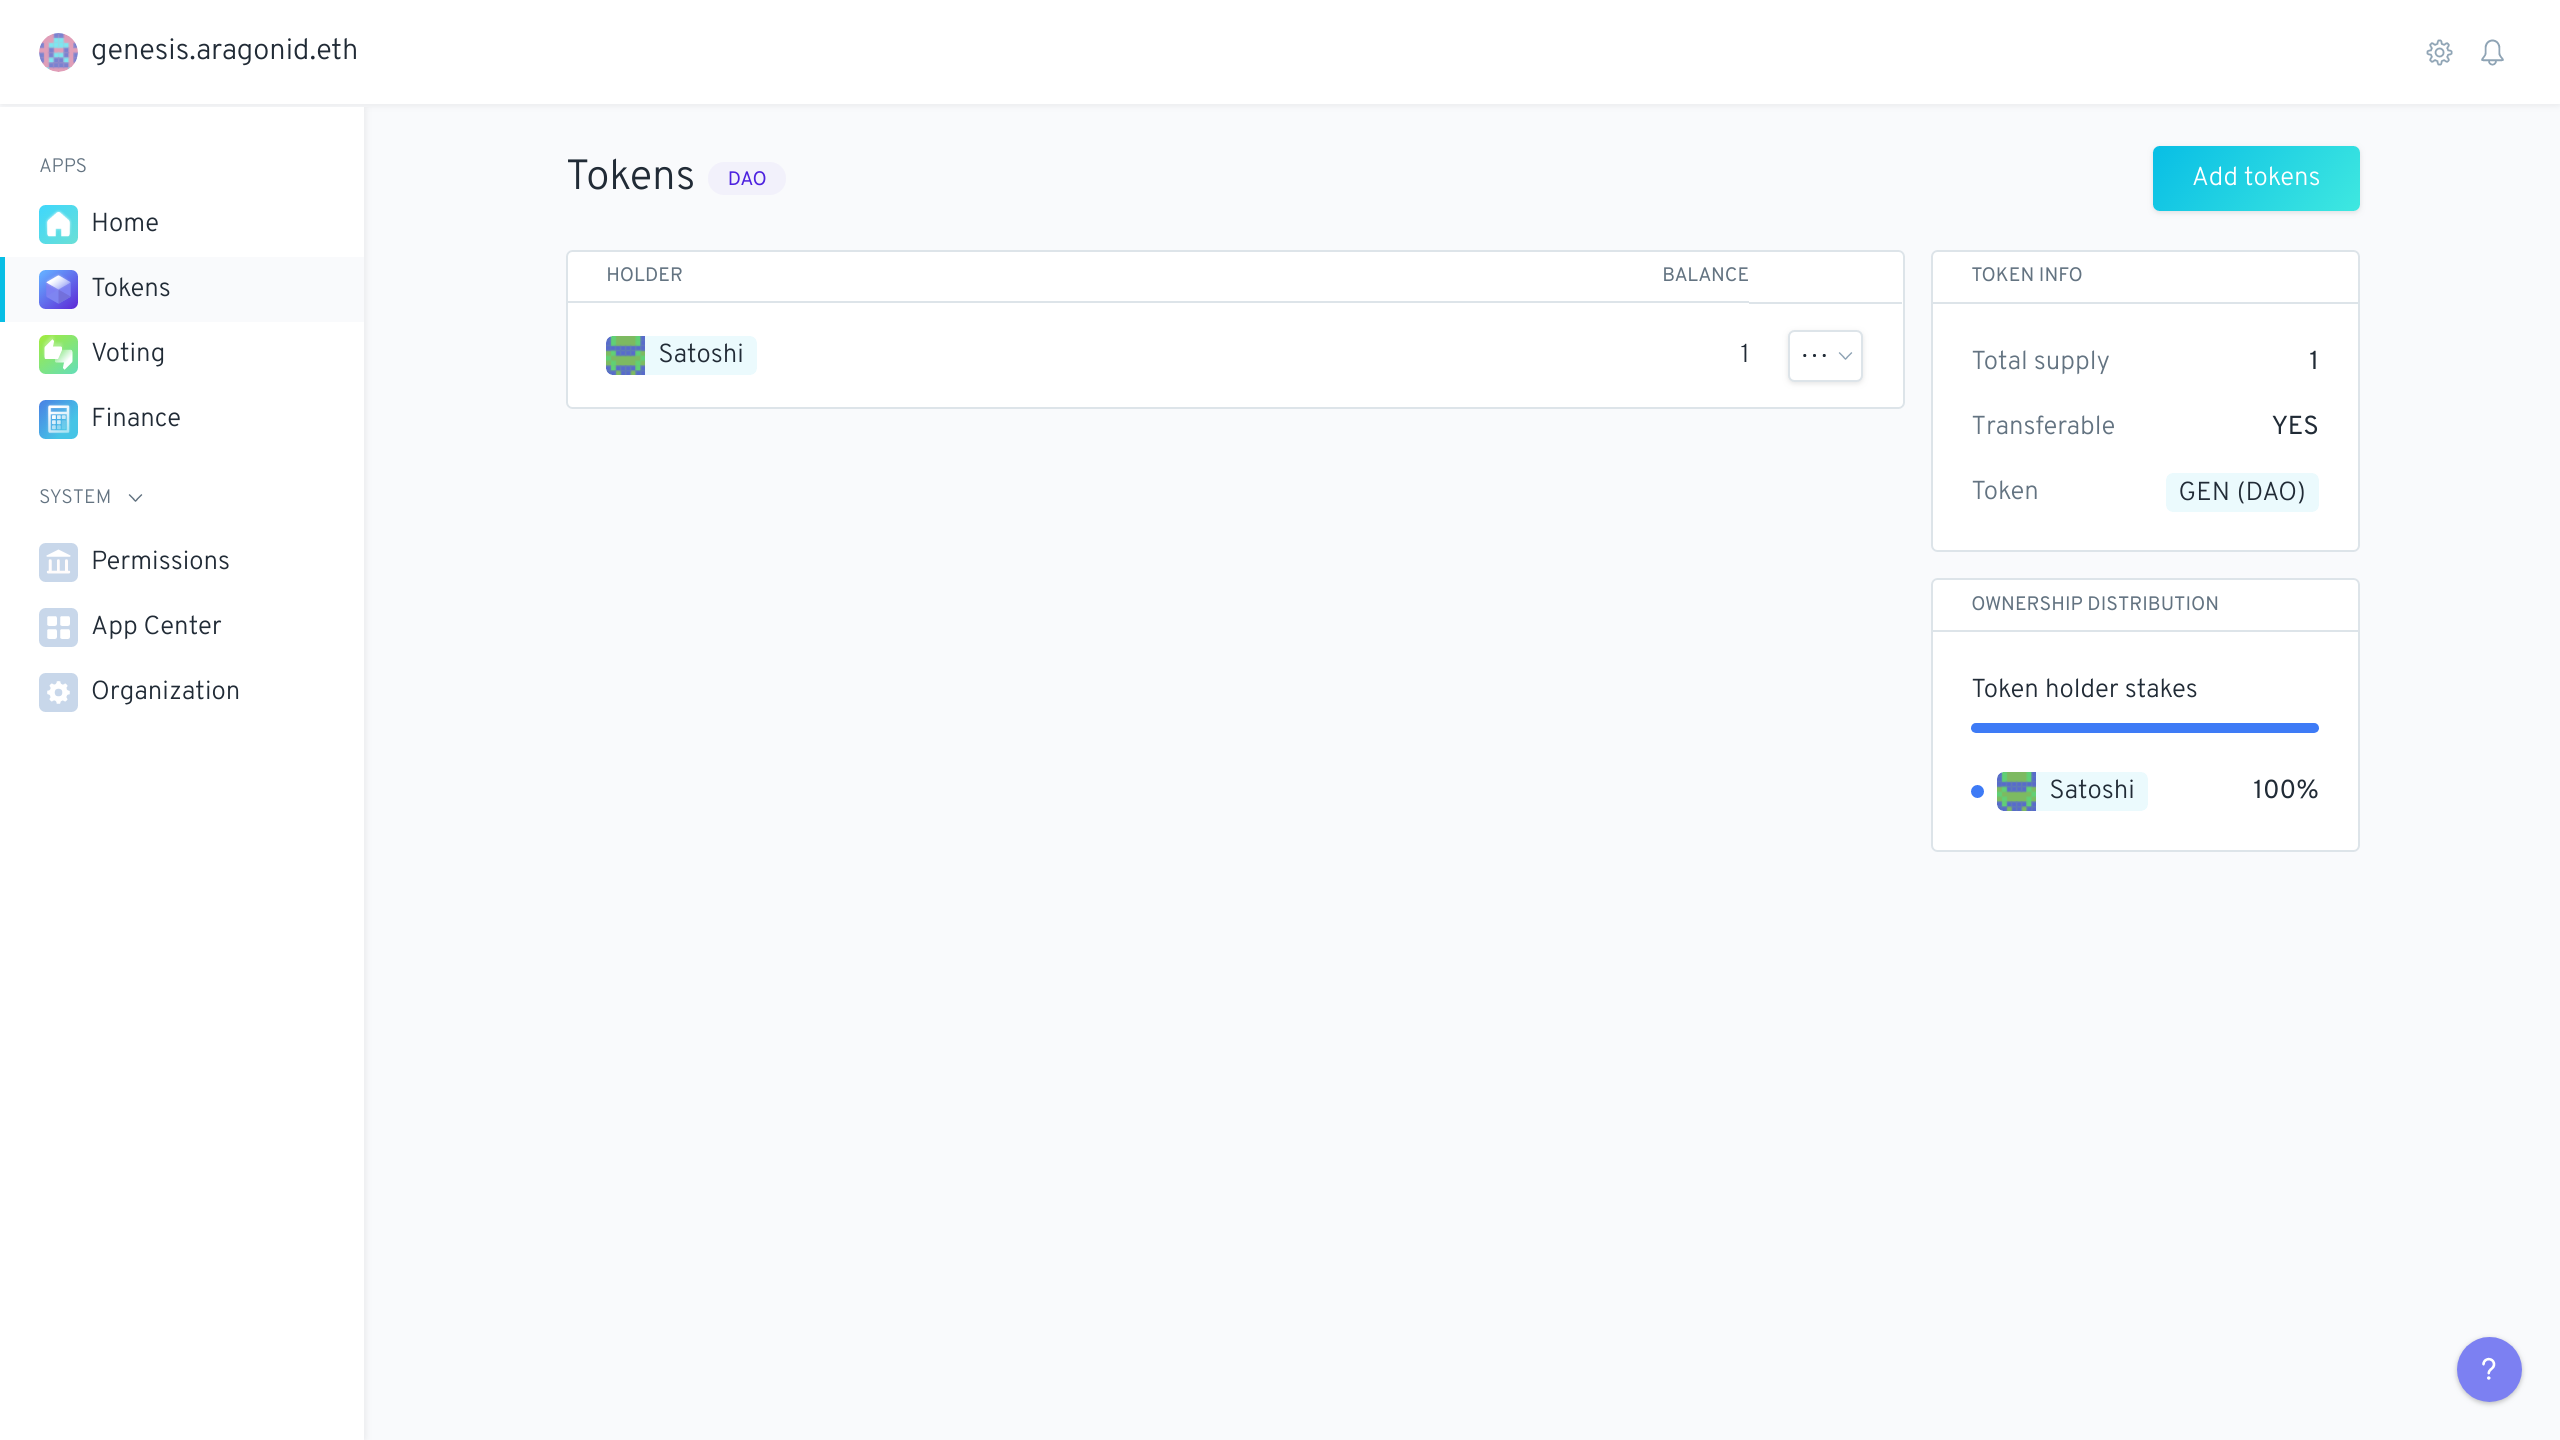 genesis.aragonid.eth
APPS
Home
Tokens
Voting
Finance
SYSTEM
Permissions
App Center
Organization
Tokens DAO
Add tokens
HOLDER BALANCE
Satoshi 1
TOKEN INFO
Total supply 1
Transferable YES
Token GEN (DAO)
OWNERSHIP DISTRIBUTION
Token holder stakes
Satoshi 100%
?